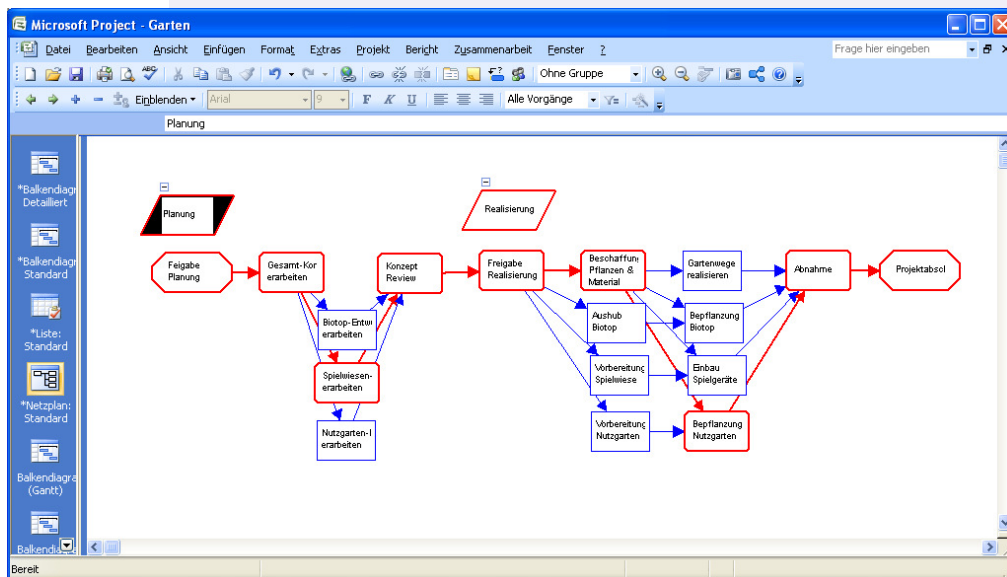 Microsoft Project - Garten
Datei Bearbeiten Ansicht Einfügen Format Extras Projekt Bericht Zusammenarbeit Fenster ? Frage hier eingeben
ABC Ohne Gruppe
Einblenden Arial 9 F K U Alle Vorgänge
Planung
*Balkendiagr
Detailliert
*Balkendiagr
Standard
*Liste:
Standard
*Netzplan:
Standard
Balkendiagra
(Gantt)
Planung
Realisierung
Feigabe
Planung
Gesamt-Kor
erarbeiten
Konzept
Review
Freigabe
Realisierung
Beschaffung
Pflanzen &
Material
Gartenwege
realisieren
Abnahme
Projektabsol
Biotop-Entw
erarbeiten
Aushub
Biotop
Bepflanzung
Biotop
Spielwiesen-
erarbeiten
Vorbereitung
Spielwiese
Einbau
Spielgeräte
Nutzgarten-I
erarbeiten
Vorbereitung
Nutzgarten
Bepflanzung
Nutzgarten
Bereit